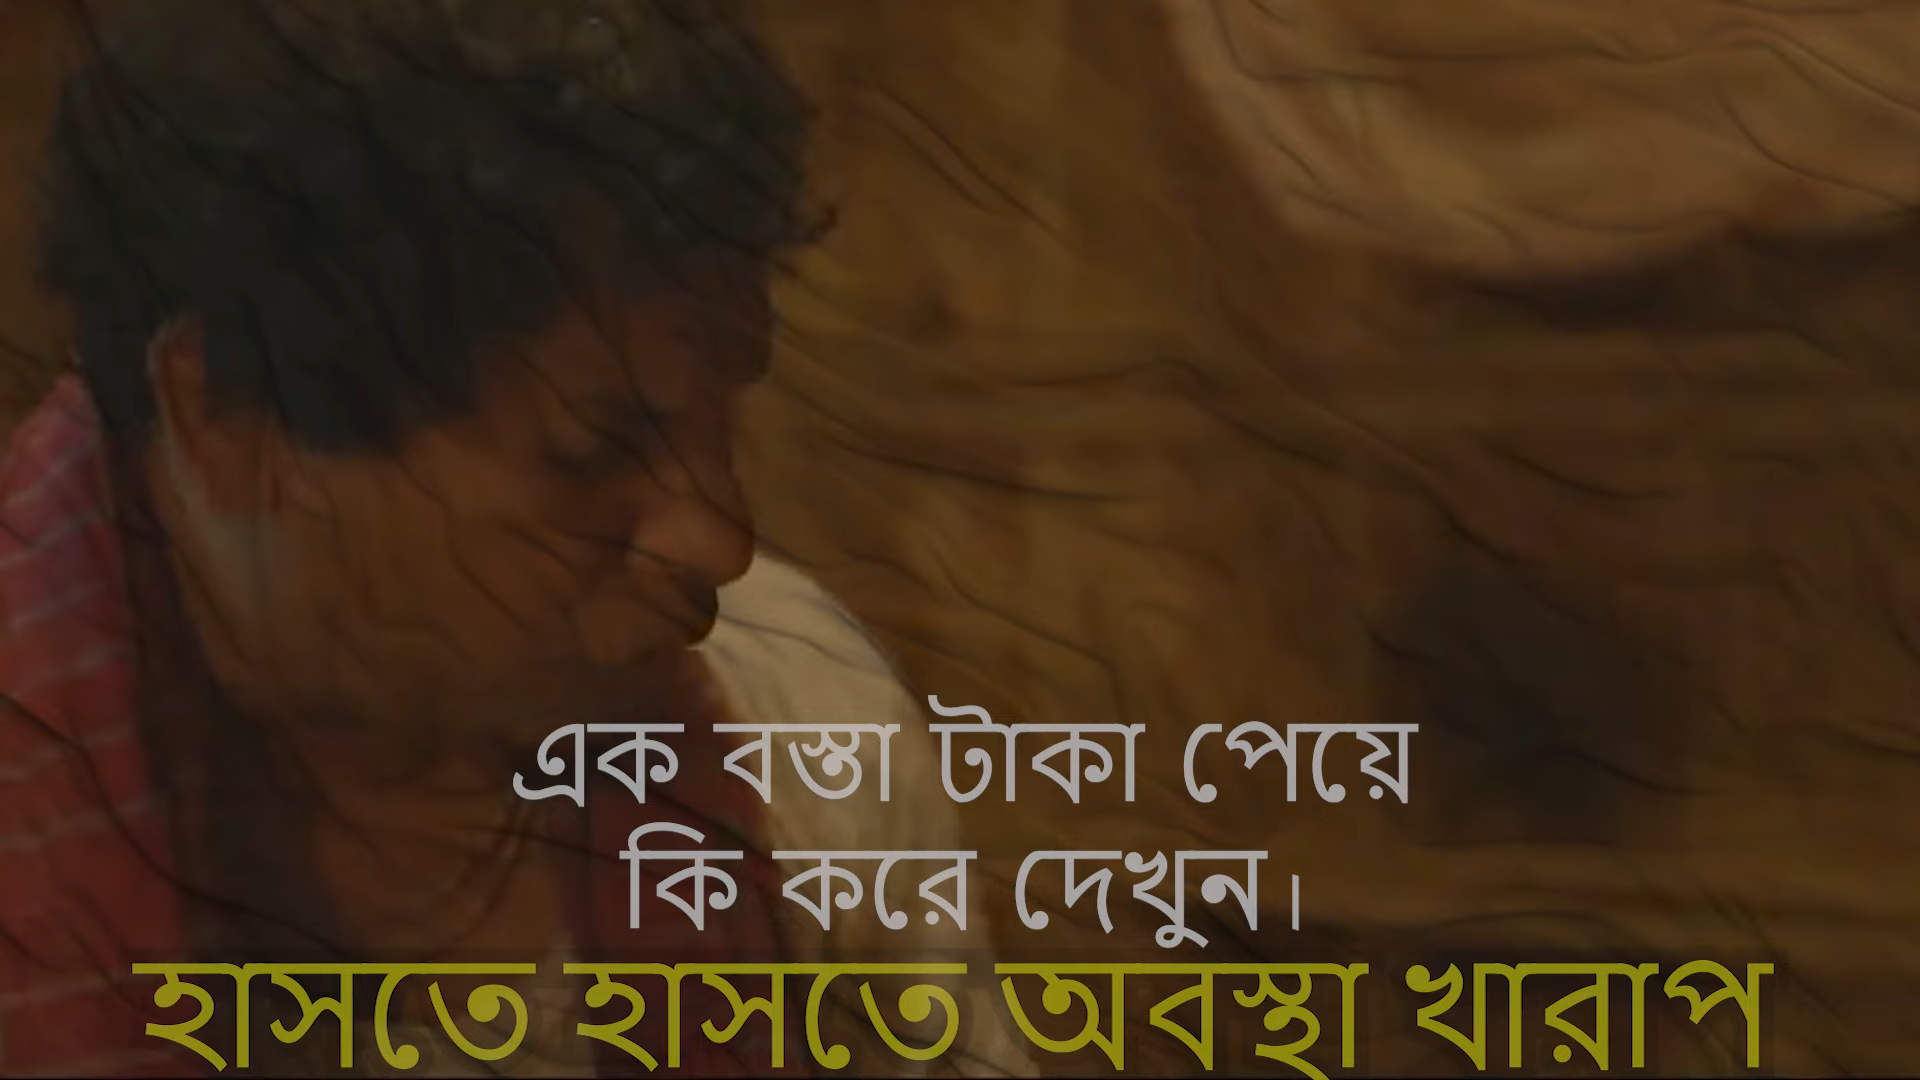 এক বস্তা টাকা পেয়ে
কি করে দেখুন।
হাসতে হাসতে অবস্থা খারাপ